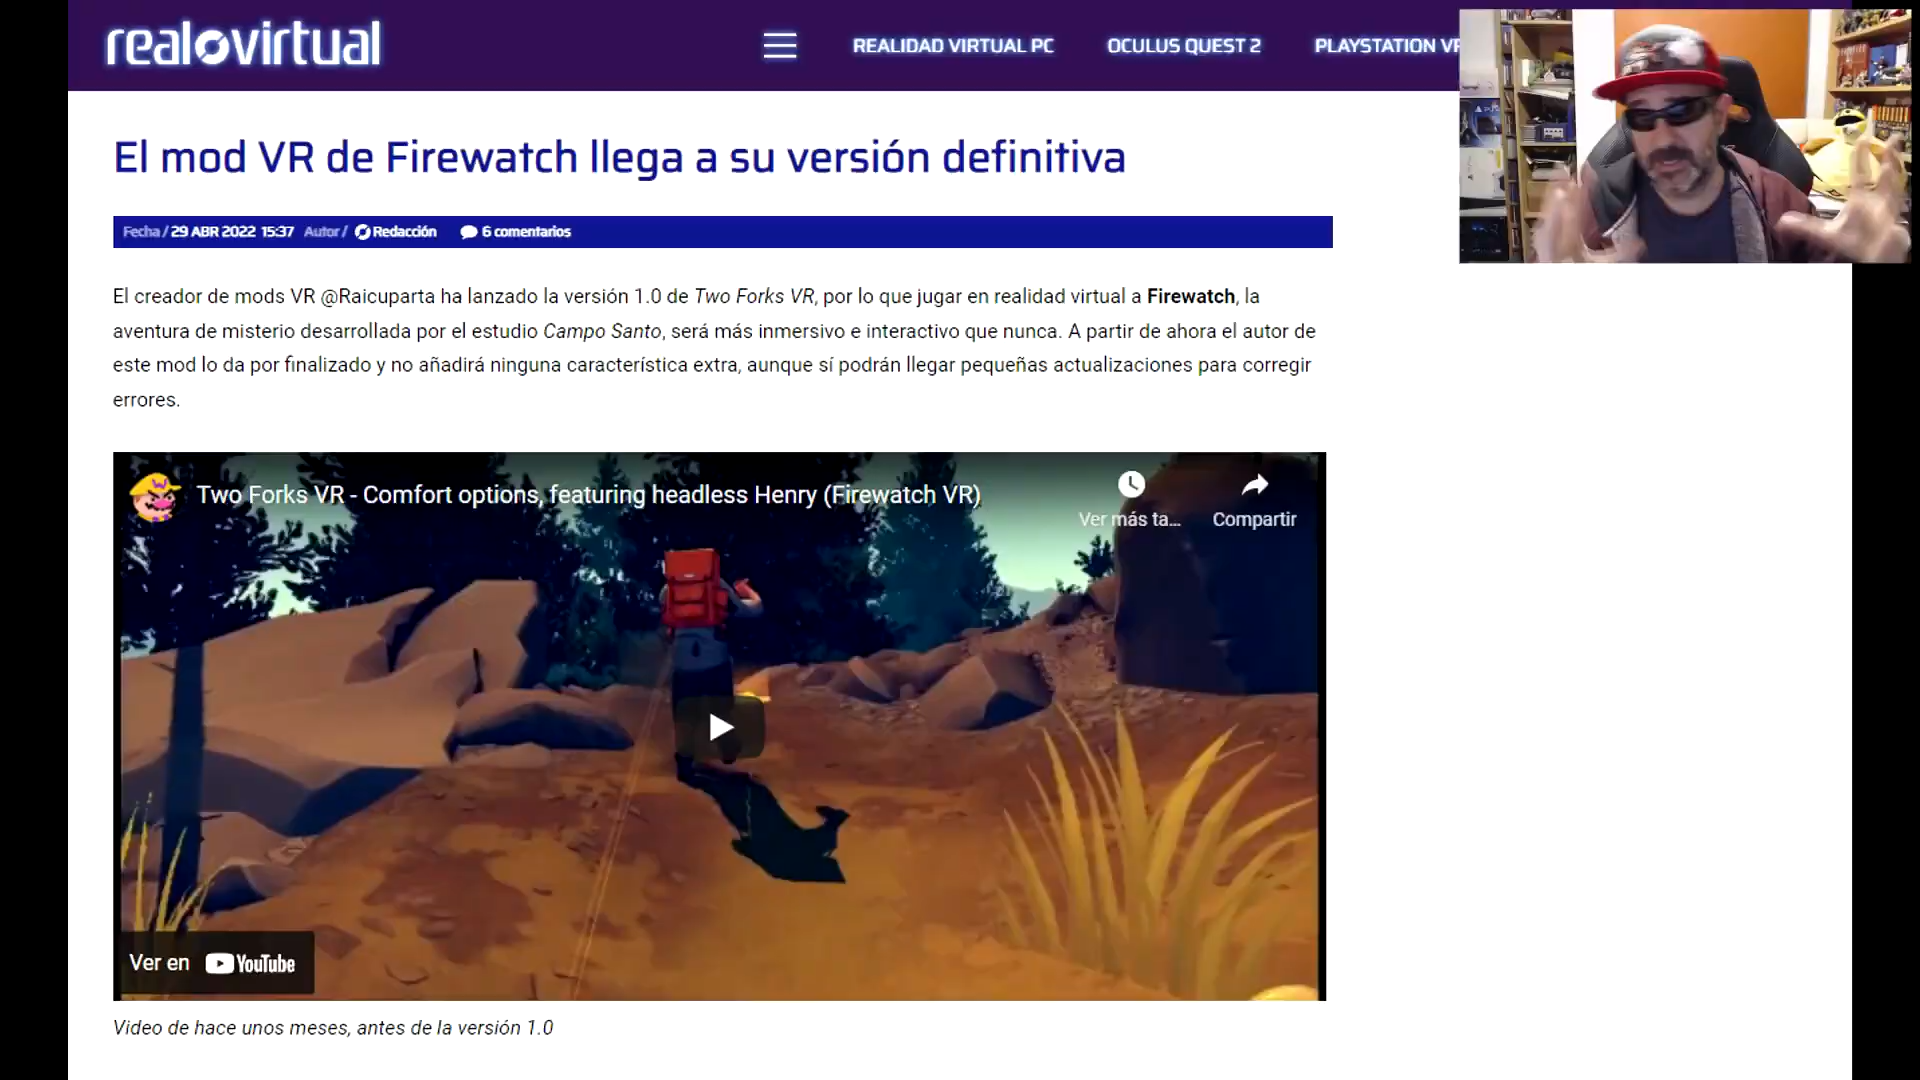 realovirtual
REALIDAD VIRTUAL PC OCULUS QUEST 2 PLAYSTATION
El mod VR de Firewatch llega a su versión definitiva
Fecha / 29 ABR 2022 15:37 Autor / Redacción 6 comentarios
El creador de mods VR @Raicuparta ha lanzado la versión 1.0 de Two Forks VR, por lo que jugar en realidad virtual a Firewatch, la
aventura de misterio desarrollada por el estudio Campo Santo, será más inmersivo e interactivo que nunca. A partir de ahora el autor de
este mod lo da por finalizado y no añadirá ninguna característica extra, aunque sí podrán llegar pequeñas actualizaciones para corregir
errores.
Two Forks VR - Comfort options, featuring headless Henry (Firewatch VR)
Ver más ta... Compartir
Ver en YouTube
Video de hace unos meses, antes de la versión 1.0